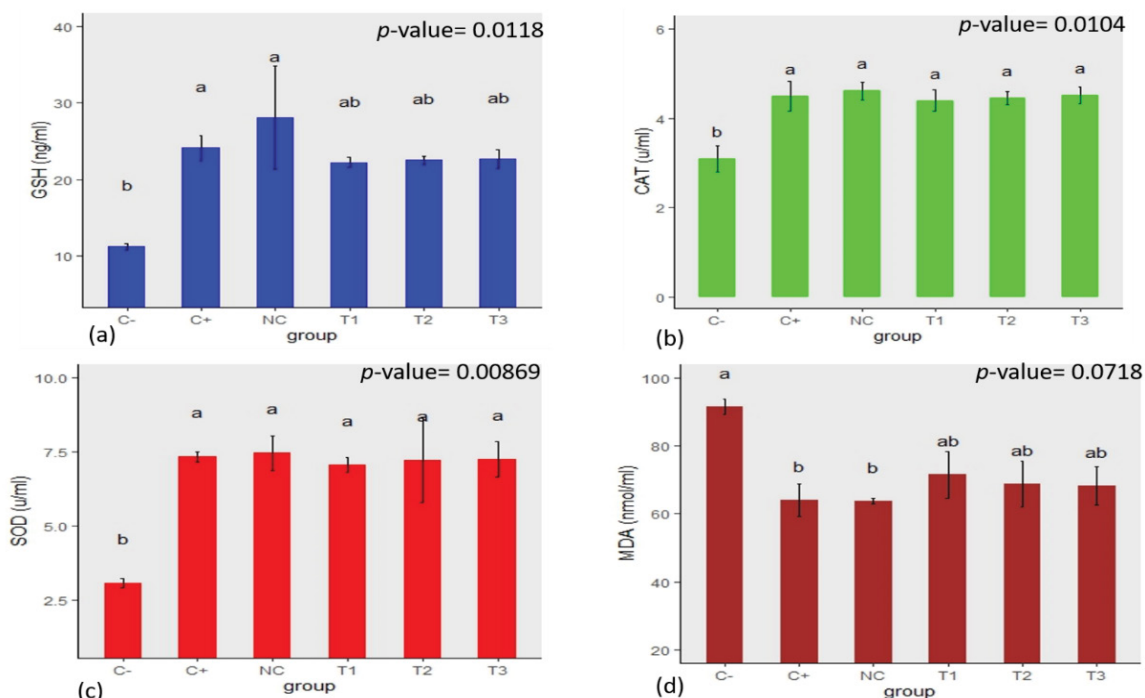 p-value= 0.0118
GSH (ng/ml)
40
30
20
10
b
a
a
ab
ab
ab
C-
C+
NC
T1
T2
T3
group
(a)
p-value= 0.0104
CAT (u/ml)
6
4
2
0
b
a
a
a
a
a
C-
C+
NC
T1
T2
T3
group
(b)
p-value= 0.00869
SOD (u/ml)
10.0
7.5
5.0
2.5
b
a
a
a
a
a
C-
C+
NC
T1
T2
T3
group
(c)
p-value= 0.0718
MDA (nmol/ml)
100
80
60
40
20
a
b
b
ab
ab
ab
C-
C+
NC
T1
T2
T3
group
(d)